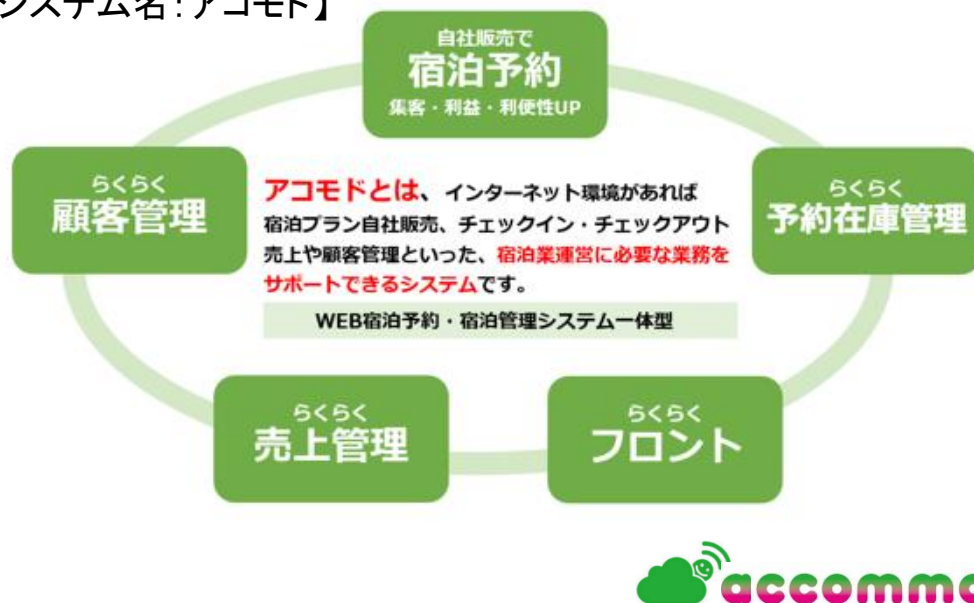 システム名：アコモド】
自社販売で
宿泊予約
集客・利益・利便性UP
らくらく
顧客管理
アコモドとは、インターネット環境があれば
宿泊プラン自社販売、チェックイン・チェックアウト
売上や顧客管理といった、宿泊業運営に必要な業務を
サポートできるシステムです。
WEB宿泊予約・宿泊管理システム一体型
らくらく
予約在庫管理
らくらく
売上管理
らくらく
フロント